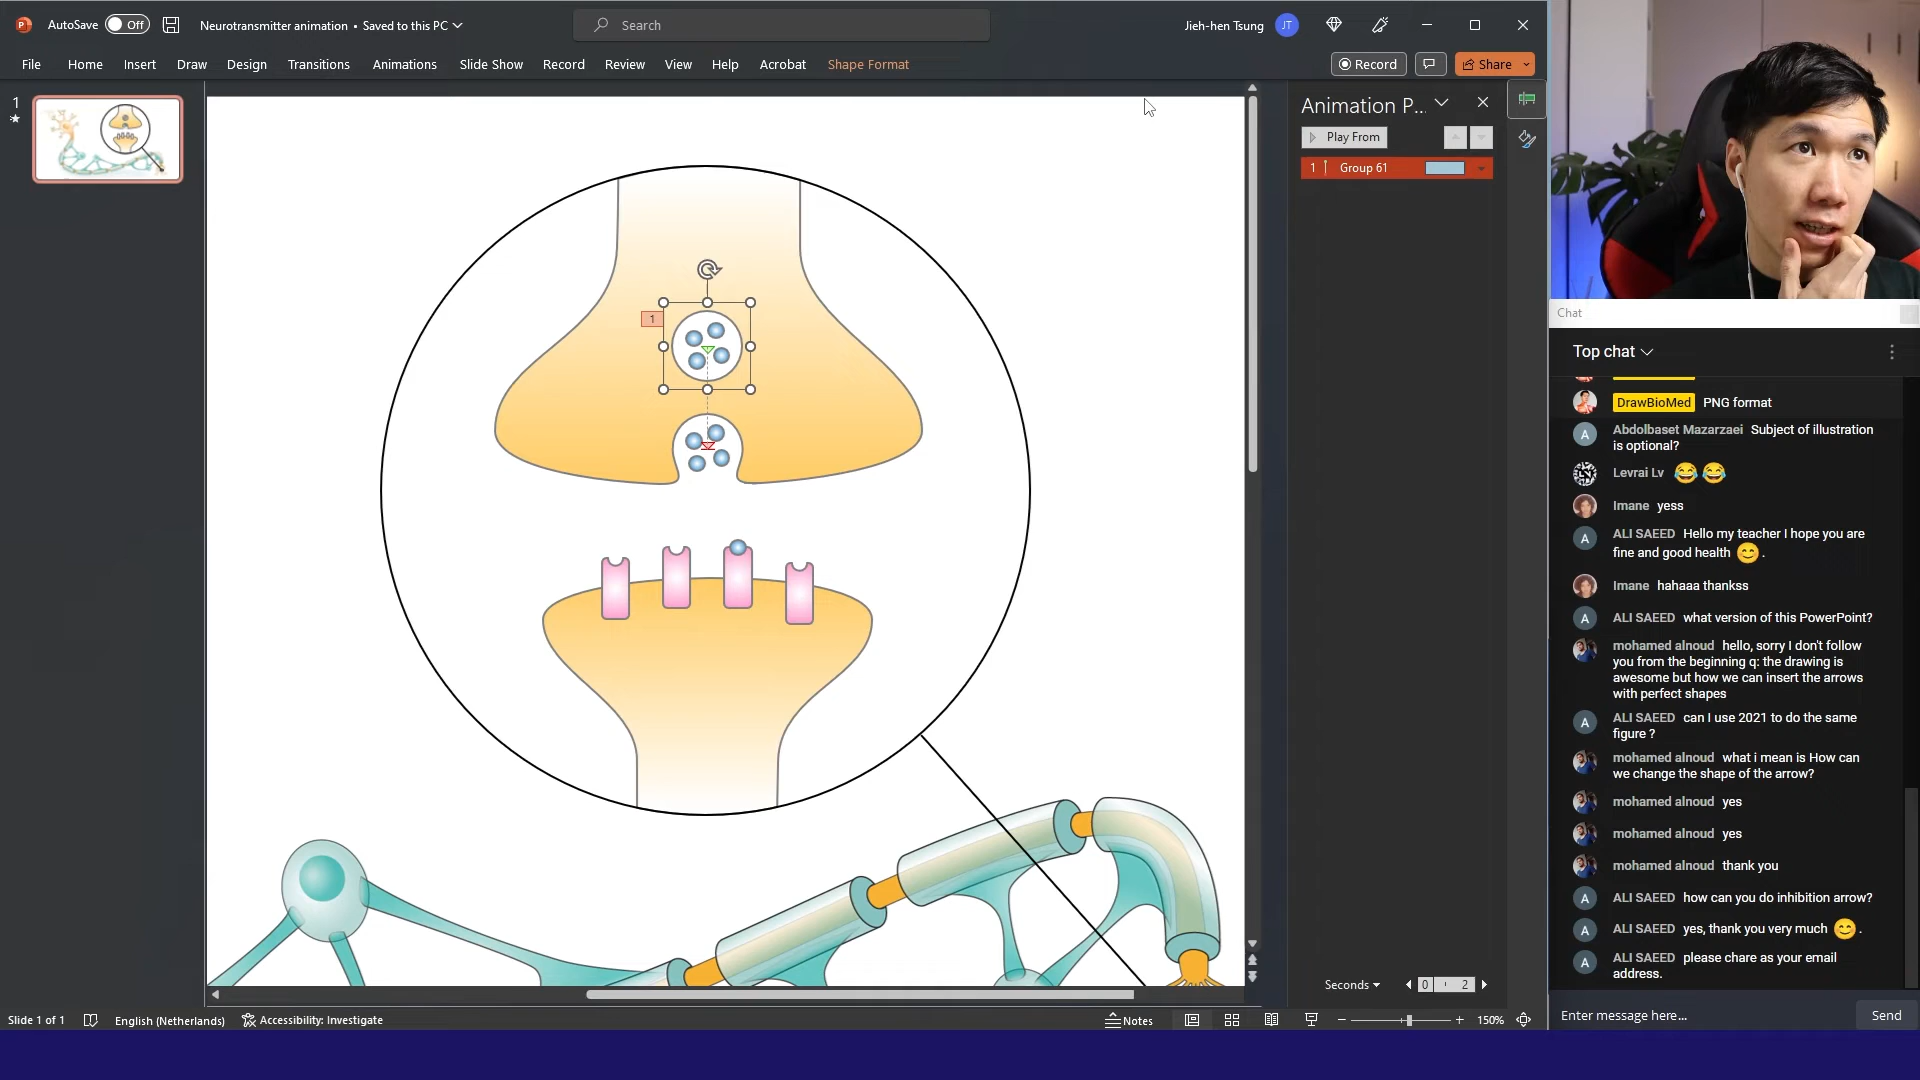 AutoSave Off Neurotransmitter animation • Saved to this PC Search Jieh-hen Tsung JT
File Home Insert Draw Design Transitions Animations Slide Show Record Review View Help Acrobat Shape Format Record Share
1
Animation P...
Play From
1 Group 61
1
Seconds 0 2
Slide 1 of 1 English (Netherlands) Accessibility: Investigate Notes 150%
Chat
Top chat
DrawBioMed PNG format
Abdolbaset Mazarzaei Subject of illustration
is optional?
Levrai Lv 😂 😂
Imane yess
ALI SAEED Hello my teacher I hope you are
fine and good health 😊 .
Imane hahaaa thankss
ALI SAEED what version of this PowerPoint?
mohamed alnoud hello, sorry I don't follow
you from the beginning q: the drawing is
awesome but how we can insert the arrows
with perfect shapes
ALI SAEED can I use 2021 to do the same
figure ?
mohamed alnoud what i mean is How can
we change the shape of the arrow?
mohamed alnoud yes
mohamed alnoud yes
mohamed alnoud thank you
ALI SAEED how can you do inhibition arrow?
ALI SAEED yes, thank you very much 😊 .
ALI SAEED please chare as your email
address.
Enter message here... Send